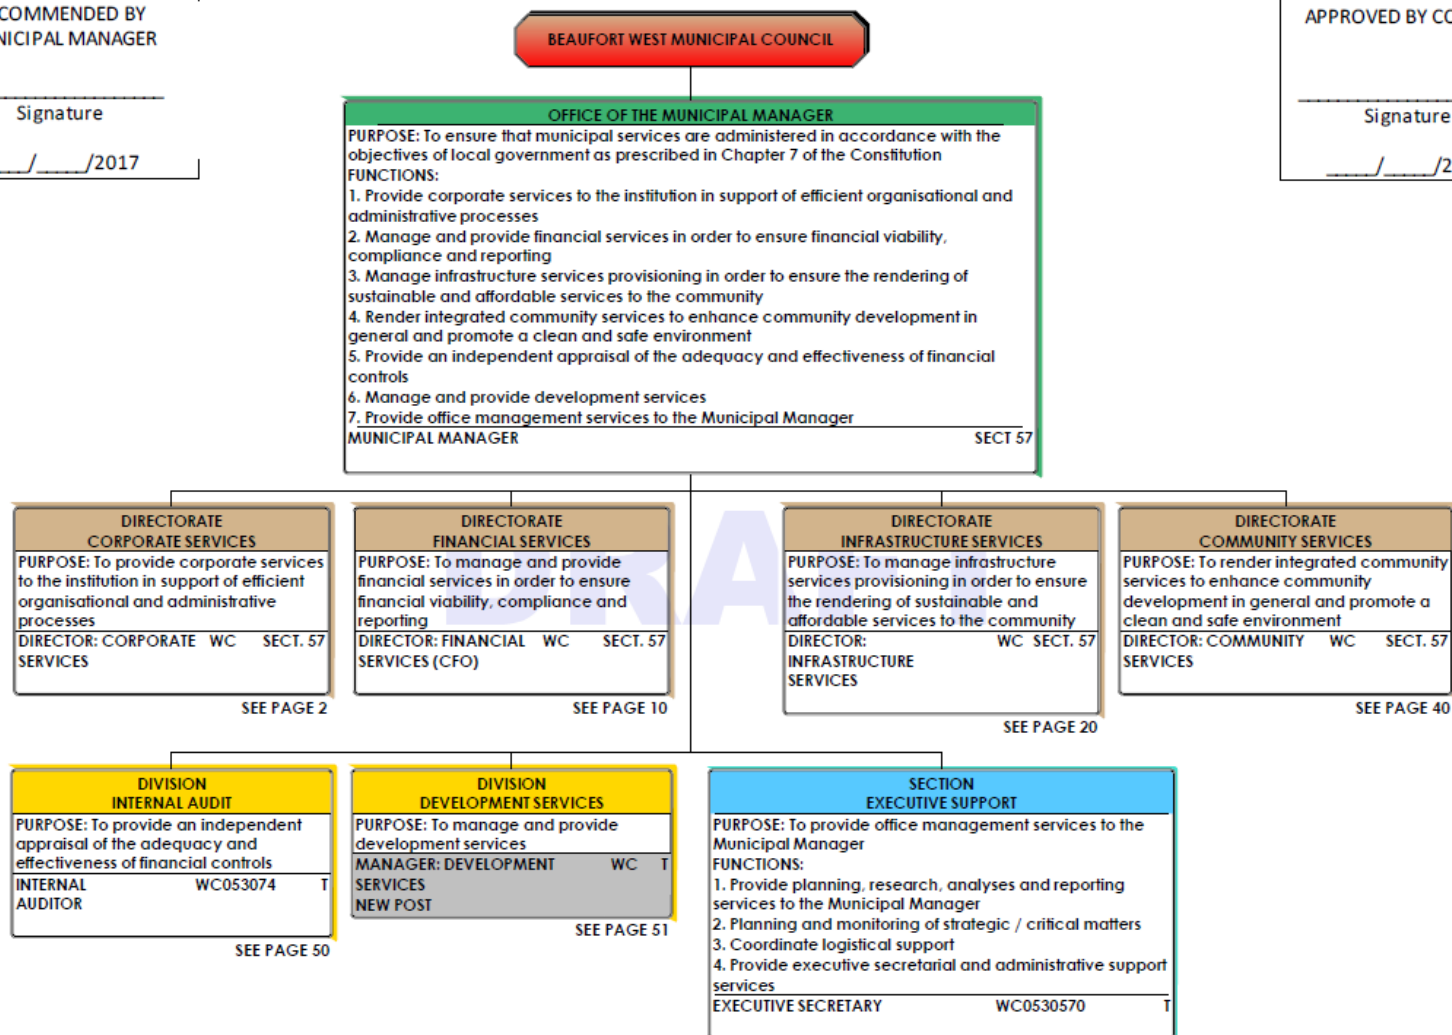 COMMENDED BY
NICIPAL MANAGER
Signature
___/_____/2017
APPROVED BY CO
Signature
_____/_____/2
BEAUFORT WEST MUNICIPAL COUNCIL
OFFICE OF THE MUNICIPAL MANAGER
PURPOSE: To ensure that municipal services are administered in accordance with the
objectives of local government as prescribed in Chapter 7 of the Constitution
FUNCTIONS:
1. Provide corporate services to the institution in support of efficient organisational and
administrative processes
2. Manage and provide financial services in order to ensure financial viability,
compliance and reporting
3. Manage infrastructure services provisioning in order to ensure the rendering of
sustainable and affordable services to the community
4. Render integrated community services to enhance community development in
general and promote a clean and safe environment
5. Provide an independent appraisal of the adequacy and effectiveness of financial
controls
6. Manage and provide development services
7. Provide office management services to the Municipal Manager
MUNICIPAL MANAGER SECT 57
DRAFT
DIRECTORATE
CORPORATE SERVICES
PURPOSE: To provide corporate services
to the institution in support of efficient
organisational and administrative
processes
DIRECTOR: CORPORATE WC SECT. 57
SERVICES
SEE PAGE 2
DIRECTORATE
FINANCIAL SERVICES
PURPOSE: To manage and provide
financial services in order to ensure
financial viability, compliance and
reporting
DIRECTOR: FINANCIAL WC SECT. 57
SERVICES (CFO)
SEE PAGE 10
DIRECTORATE
INFRASTRUCTURE SERVICES
PURPOSE: To manage infrastructure
services provisioning in order to ensure
the rendering of sustainable and
affordable services to the community
DIRECTOR: WC SECT. 57
INFRASTRUCTURE
SERVICES
SEE PAGE 20
DIRECTORATE
COMMUNITY SERVICES
PURPOSE: To render integrated community
services to enhance community
development in general and promote a
clean and safe environment
DIRECTOR: COMMUNITY WC SECT. 57
SERVICES
SEE PAGE 40
DIVISION
INTERNAL AUDIT
PURPOSE: To provide an independent
appraisal of the adequacy and
effectiveness of financial controls
INTERNAL WC053074 T
AUDITOR
SEE PAGE 50
DIVISION
DEVELOPMENT SERVICES
PURPOSE: To manage and provide
development services
MANAGER: DEVELOPMENT WC T
SERVICES
NEW POST
SEE PAGE 51
SECTION
EXECUTIVE SUPPORT
PURPOSE: To provide office management services to the
Municipal Manager
FUNCTIONS:
1. Provide planning, research, analyses and reporting
services to the Municipal Manager
2. Planning and monitoring of strategic / critical matters
3. Coordinate logistical support
4. Provide executive secretarial and administrative support
services
EXECUTIVE SECRETARY WC0530570 T